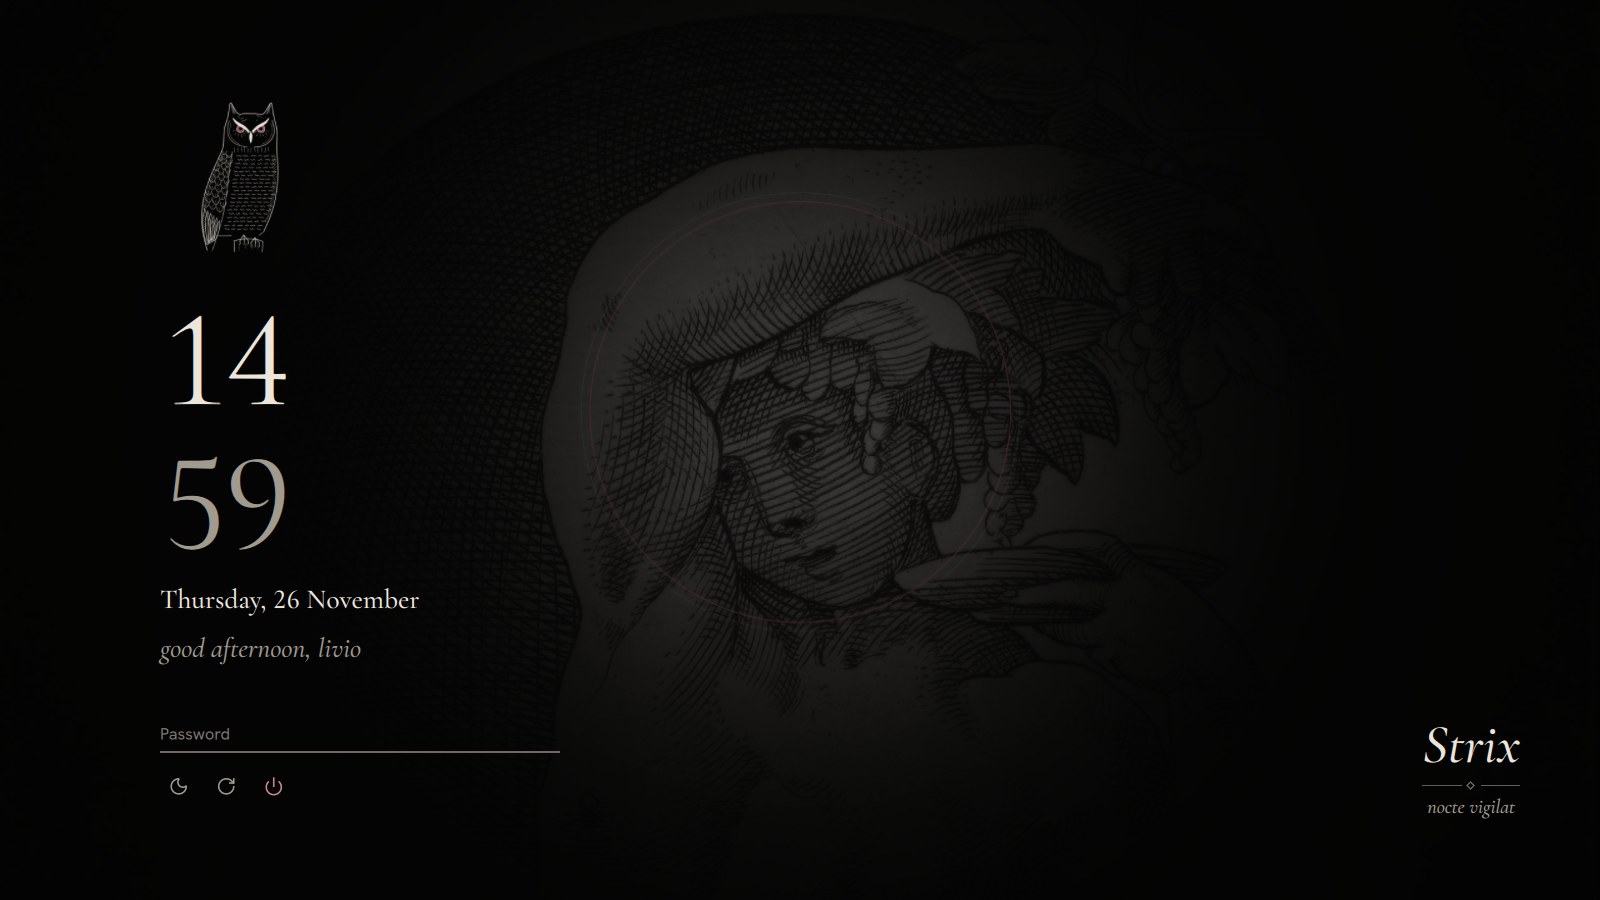 14
59
Thursday, 26 November
good afternoon, livio
Password
Strix
nocte vigilat